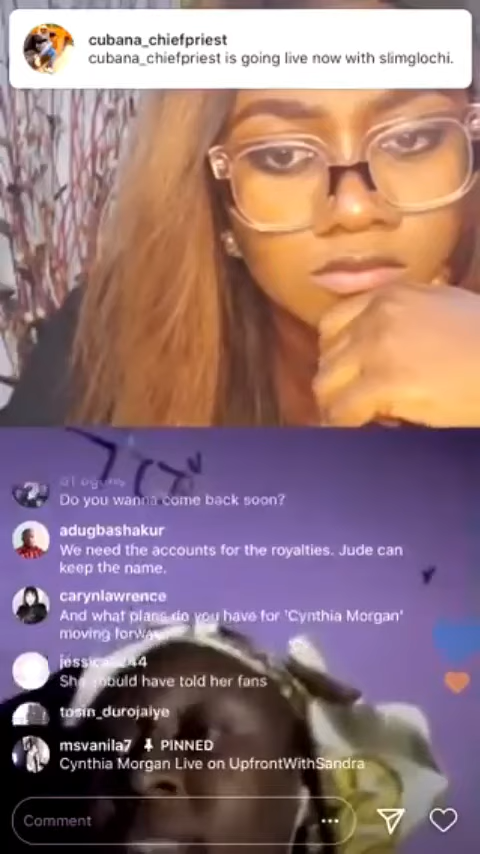 cubana_chiefpriest
cubana_chiefpriest is going live now with slimglochi.
Do you wanna come back soon?
adugbashakur
We need the accounts for the royalties. Jude can
keep the name.
carynlawrence
And what plans do you have for 'Cynthia Morgan'
moving forward
She should have told her fans
tosin_durojaiye
msvanila7 PINNED
Cynthia Morgan Live on UpfrontWithSandra
Comment